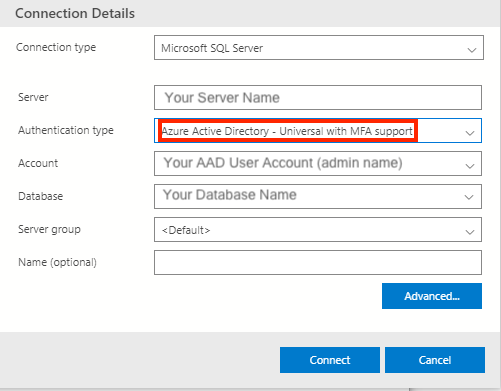 Connection Details
Connection type Microsoft SQL Server
Server Your Server Name
Authentication type Azure Active Directory - Universal with MFA support
Account Your AAD User Account (admin name)
Database Your Database Name
Server group <Default>
Name (optional)
Advanced...
Connect Cancel